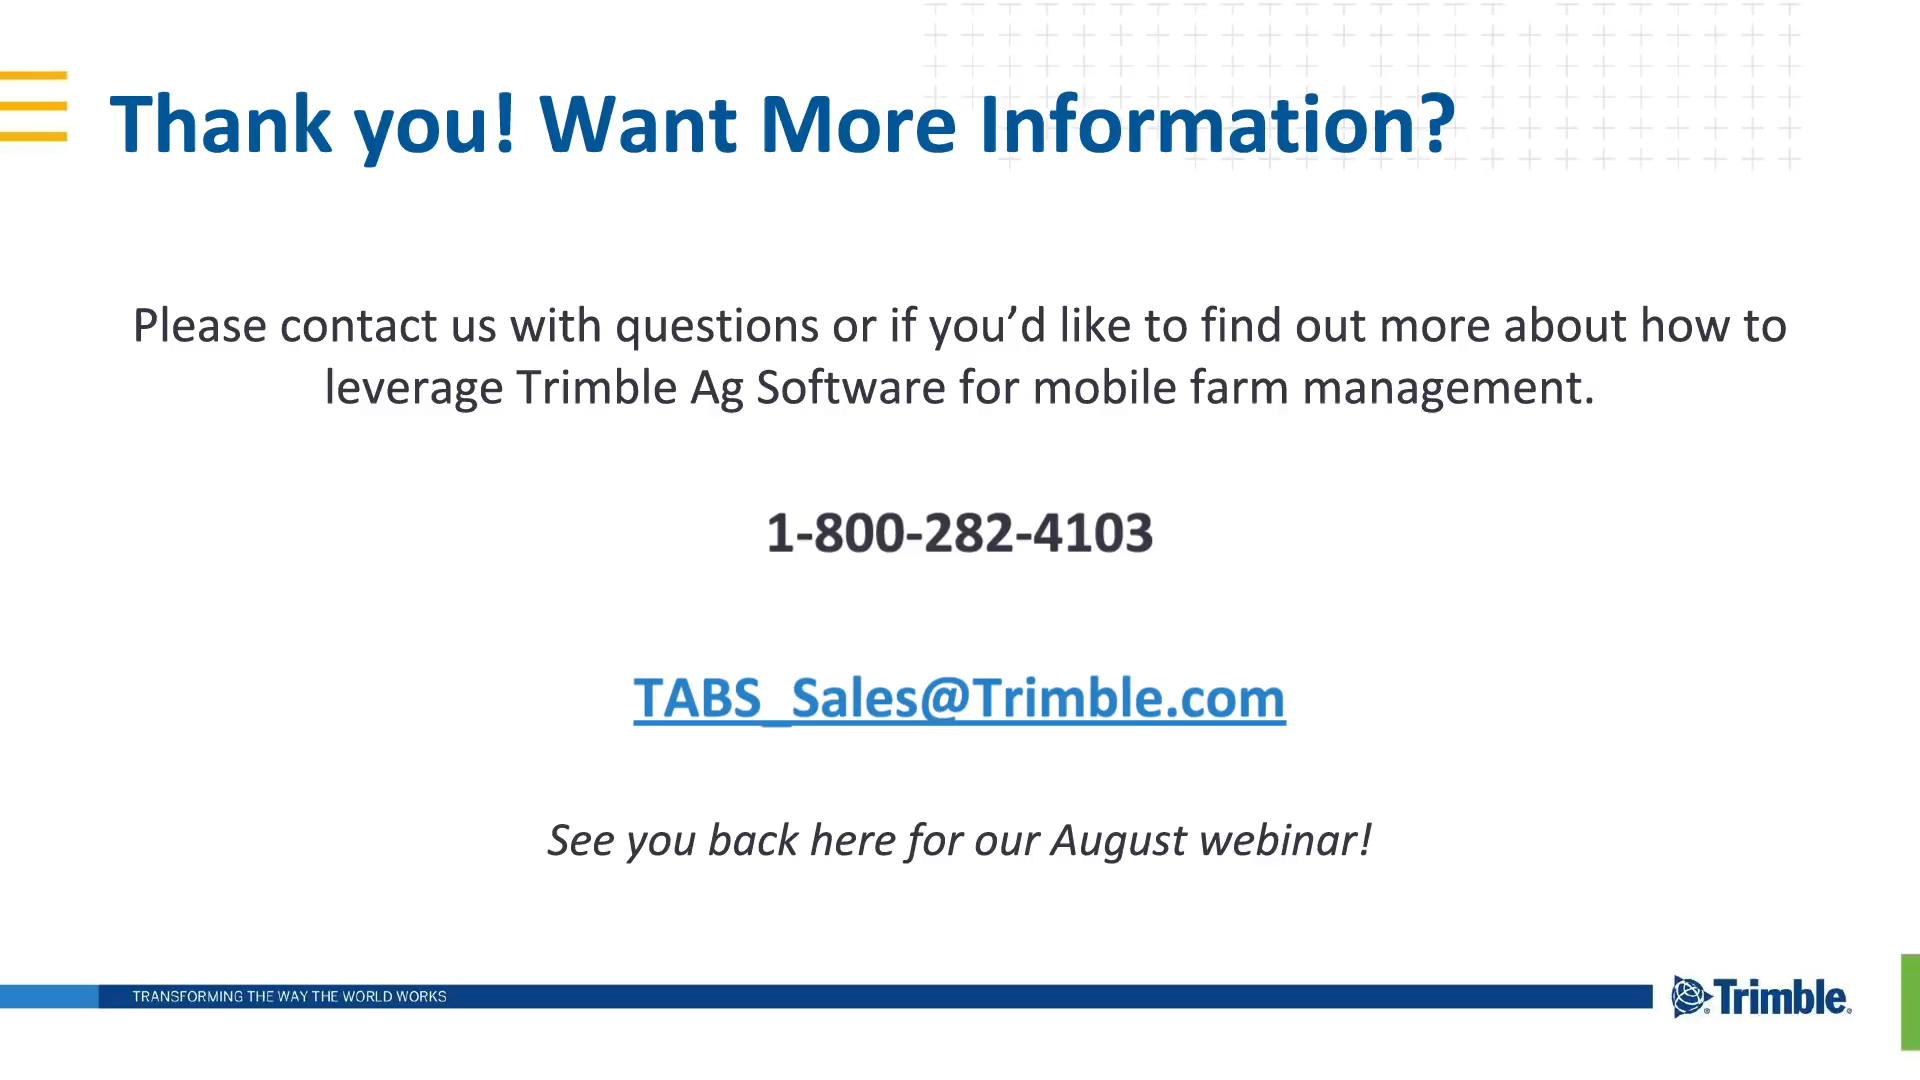 Thank you! Want More Information?
Please contact us with questions or if you’d like to find out more about how to
leverage Trimble Ag Software for mobile farm management.
1-800-282-4103
TABS_Sales@Trimble.com
See you back here for our August webinar!
TRANSFORMING THE WAY THE WORLD WORKS
Trimble